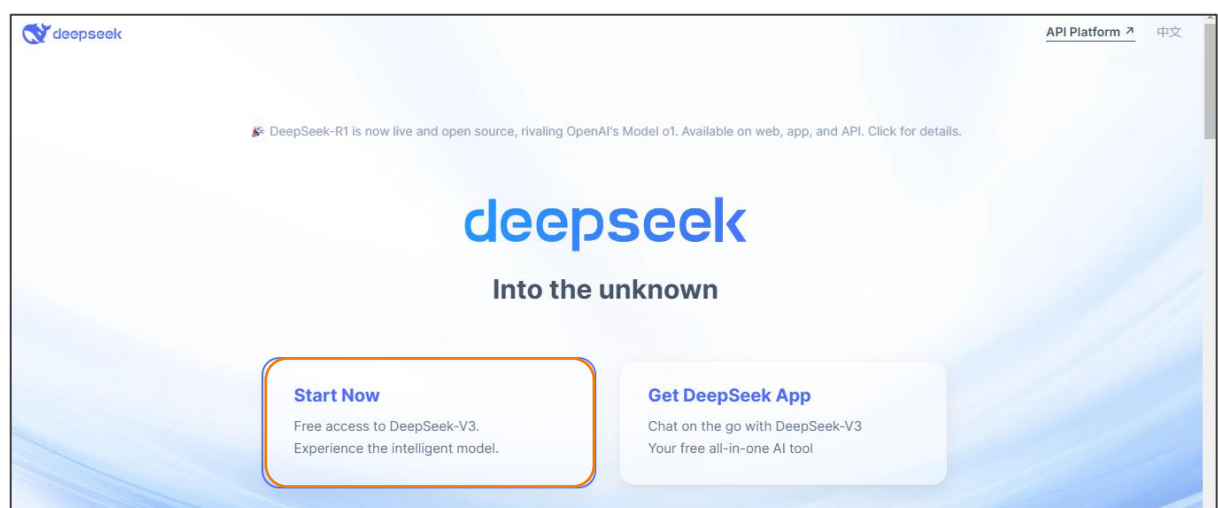 deepseek
API Platform ↗ 中文
🎉 DeepSeek-R1 is now live and open source, rivaling OpenAI's Model o1. Available on web, app, and API. Click for details.
deepseek
Into the unknown
Start Now
Free access to DeepSeek-V3.
Experience the intelligent model.
Get DeepSeek App
Chat on the go with DeepSeek-V3
Your free all-in-one AI tool